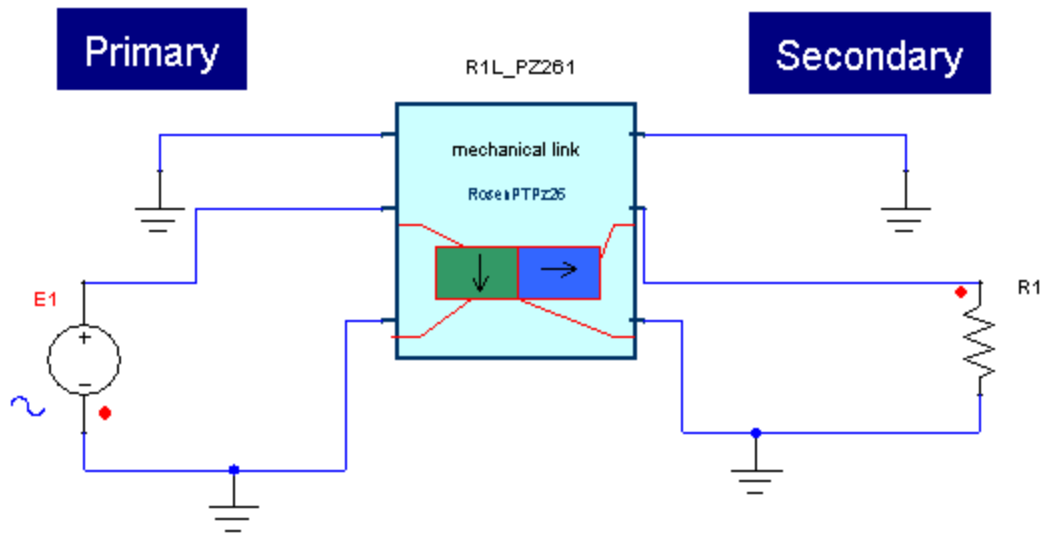 Primary
Secondary
R1L_PZ261
mechanical link
RosenPTPz26
E1
R1